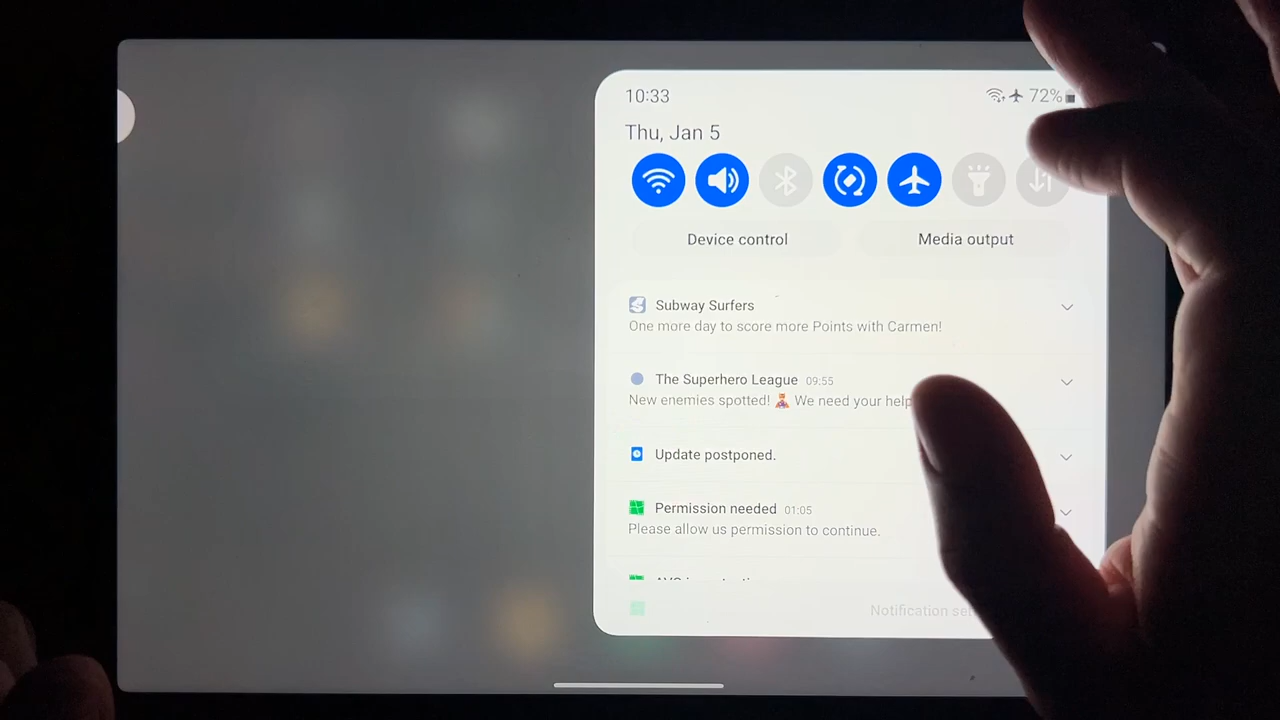 10:33
72%
Thu, Jan 5
Device control
Media output
Subway Surfers
One more day to score more Points with Carmen!
The Superhero League 09:55
New enemies spotted! We need your help
Update postponed.
Permission needed 01:05
Please allow us permission to continue.
Notification